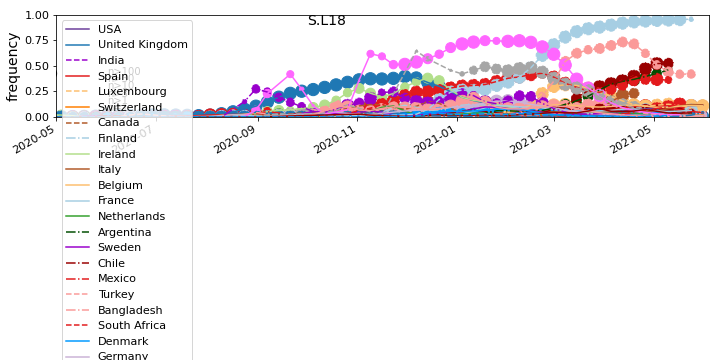 S.L18
frequency
1.00
0.75
0.50
0.25
0.00
2020-05
2020-09
2020-11
2021-01
2021-03
2021-05
USA
United Kingdom
India
Spain
Luxembourg
Switzerland
Canada
Finland
Ireland
Italy
Belgium
France
Netherlands
Argentina
Sweden
Chile
Mexico
Turkey
Bangladesh
South Africa
Denmark
Germany